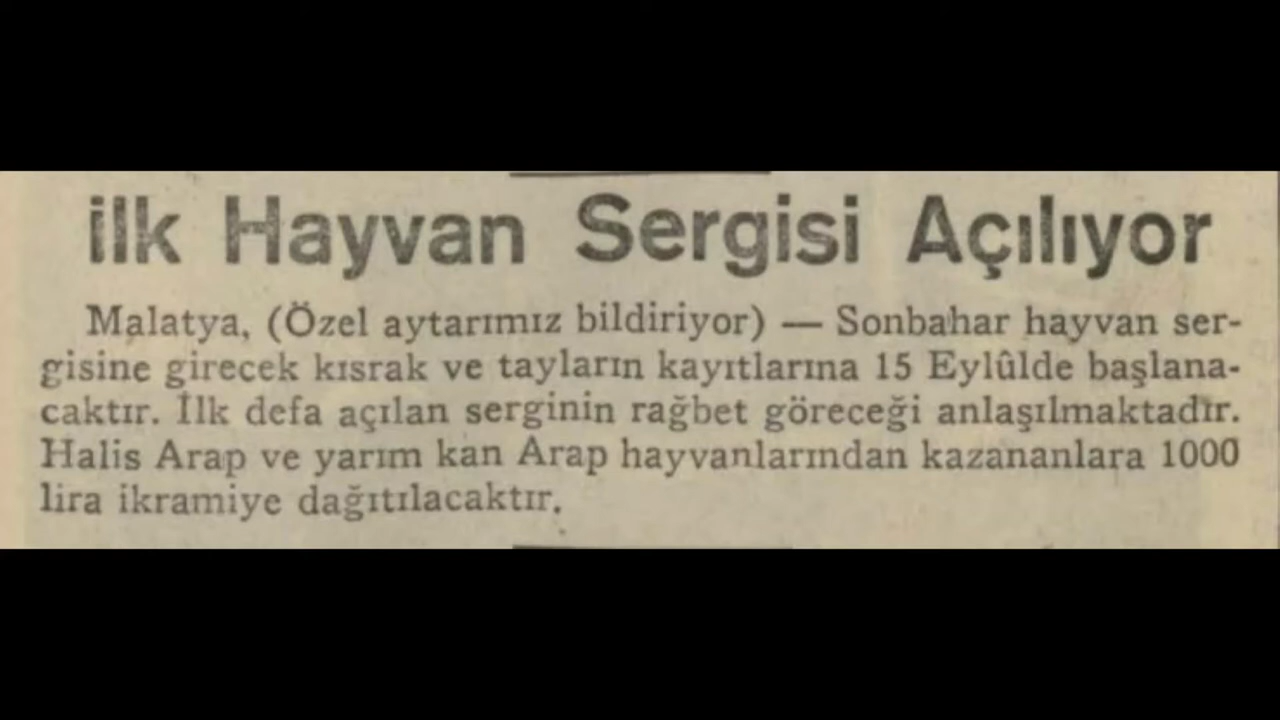 ilk Hayvan Sergisi Açılıyor
Malatya, (Özel aytarımız bildiriyor) — Sonbahar hayvan ser-
gisine girecek kısrak ve tayların kayıtlarına 15 Eylûlde başlana-
caktır. İlk defa açılan serginin rağbet göreceği anlaşılmaktadır.
Halis Arap ve yarım kan Arap hayvanlarından kazananlara 1000
lira ikramiye dağıtılacaktır.